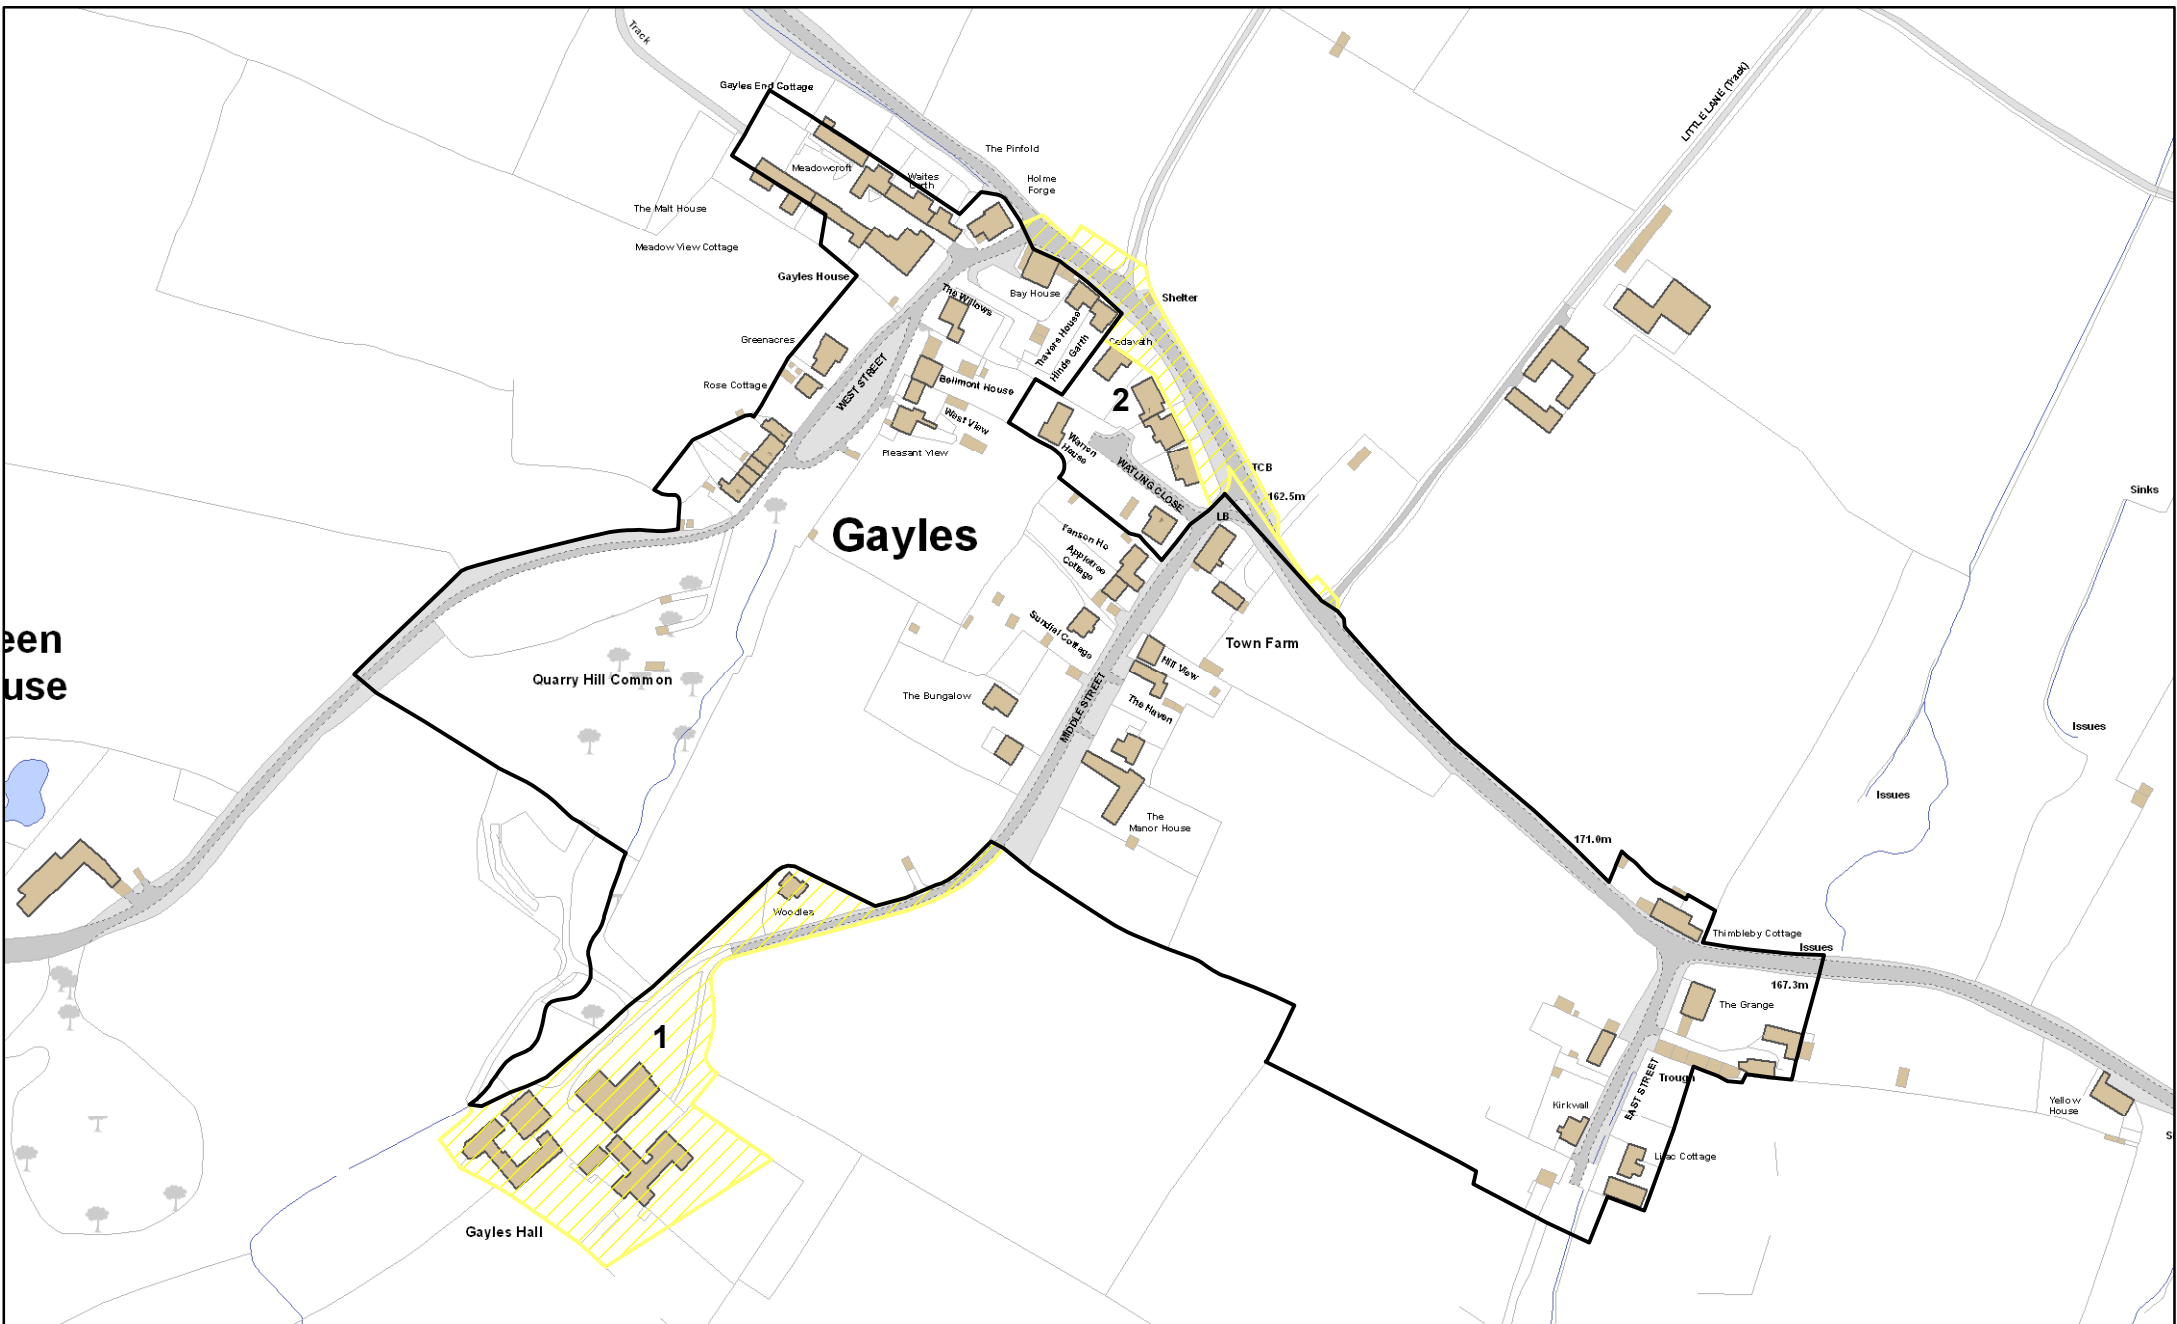 Track
Gayles End Cottage
The Pinfold
LITTLE LANE (Track)
Meadowcroft
Waites
Garth
Holme
Forge
The Malt House
Meadow View Cottage
Gayles House
Bay House
The Willows
Shelter
Travers House
Hinds Garth
Greenacres
Rose Cottage
WEST STREET
Bellmont House
West View
Pleasant View
2
Warren
House
WATLING CLOSE
TCB
162.5m
LB
Sinks
Gayles
Fanson Ho
Appletree
Cottage
Sundial Cottage
Town Farm
een
use
Quarry Hill Common
Hill View
The Bungalow
The Haven
MIDDLE STREET
Issues
Issues
The
Manor House
171.0m
Woodlea
Thimbleby Cottage
Issues
167.3m
The Grange
1
Trough
EAST STREET
Kirkwall
Yellow
House
S
Lilac Cottage
Gayles Hall